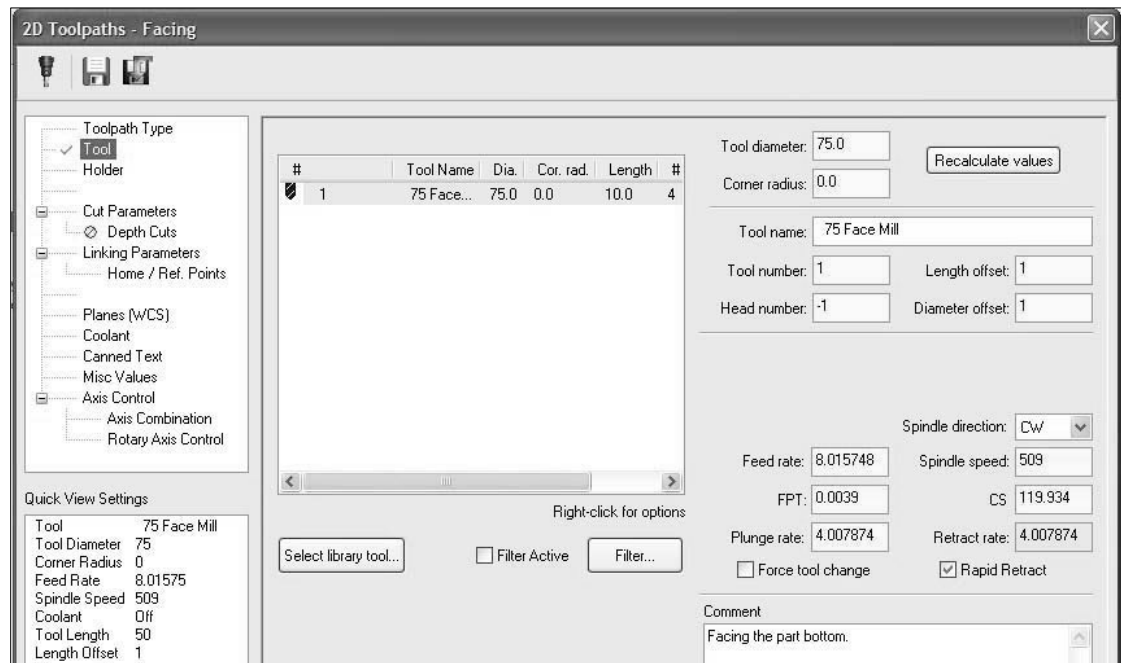 2D Toolpaths - Facing
Toolpath Type
Tool
Holder
Cut Parameters
Depth Cuts
Linking Parameters
Home / Ref. Points
Planes (WCS)
Coolant
Canned Text
Misc Values
Axis Control
Axis Combination
Rotary Axis Control
Quick View Settings
Tool 75 Face Mill
Tool Diameter 75
Corner Radius 0
Feed Rate 8.01575
Spindle Speed 509
Coolant Off
Tool Length 50
Length Offset 1
# Tool Name Dia. Cor. rad. Length #
1 75 Face... 75.0 0.0 10.0 4
Right-click for options
Select library tool... Filter Active Filter...
Tool diameter: 75.0 Recalculate values
Corner radius: 0.0
Tool name: 75 Face Mill
Tool number: 1 Length offset: 1
Head number: -1 Diameter offset: 1
Spindle direction: CW
Feed rate: 8.015748 Spindle speed: 509
FPT: 0.0039 CS 119.934
Plunge rate: 4.007874 Retract rate: 4.007874
Force tool change Rapid Retract
Comment
Facing the part bottom.